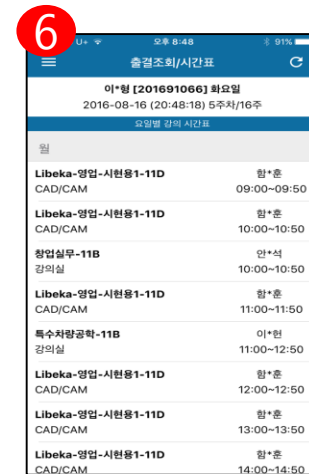 6
U+ 오후 8:48 91%
출결조회/시간표
이*형 [201691066] 화요일
2016-08-16 (20:48:18) 5주차/16주
요일별 강의 시간표
월
Libeka-영업-시현용1-11D 함*훈
CAD/CAM 09:00~09:50
Libeka-영업-시현용1-11D 함*훈
CAD/CAM 10:00~10:50
창업실무-11B 안*석
강의실 10:00~10:50
Libeka-영업-시현용1-11D 함*훈
CAD/CAM 11:00~11:50
특수차량공학-11B 이*헌
강의실 11:00~12:50
Libeka-영업-시현용1-11D 함*훈
CAD/CAM 12:00~12:50
Libeka-영업-시현용1-11D 함*훈
CAD/CAM 13:00~13:50
Libeka-영업-시현용1-11D 함*훈
CAD/CAM 14:00~14:50